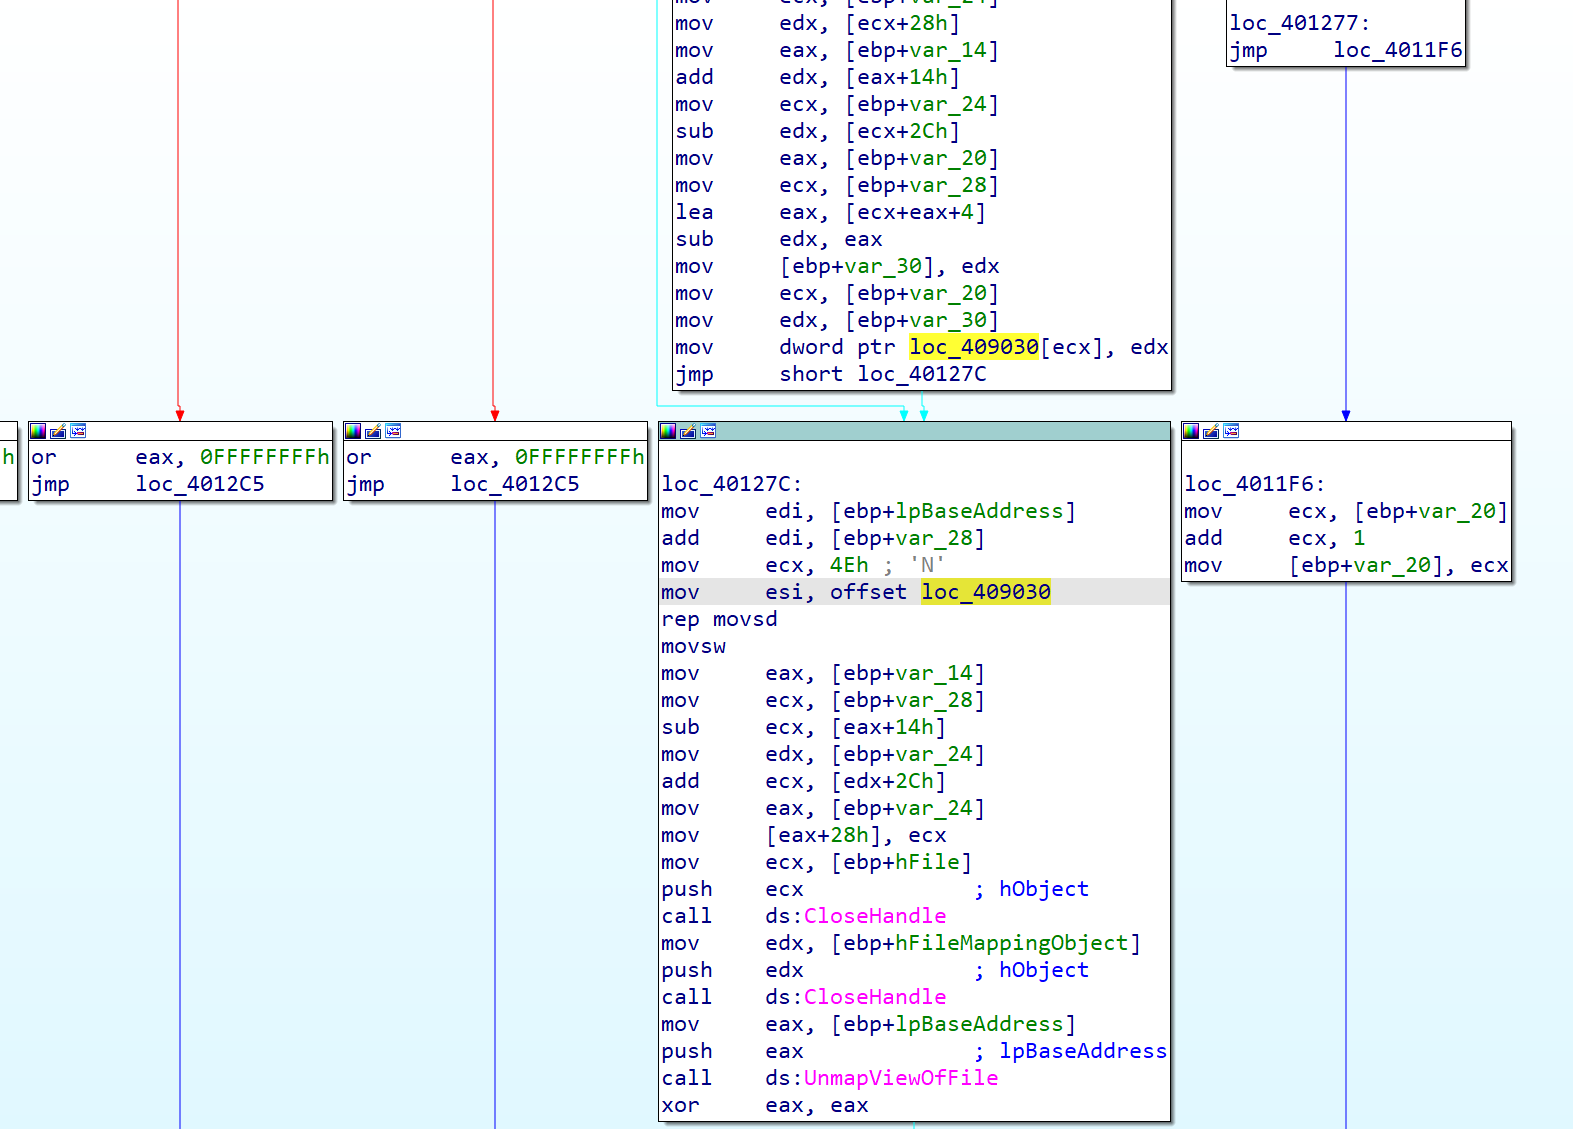 mov ecx, [ebp+var_24]
mov edx, [ecx+28h]
mov eax, [ebp+var_14]
add edx, [eax+14h]
mov ecx, [ebp+var_24]
sub edx, [ecx+2Ch]
mov eax, [ebp+var_20]
mov ecx, [ebp+var_28]
lea eax, [ecx+eax+4]
sub edx, eax
mov [ebp+var_30], edx
mov ecx, [ebp+var_20]
mov edx, [ebp+var_30]
mov dword ptr loc_409030[ecx], edx
jmp short loc_40127C
loc_401277:
jmp loc_4011F6
h
or eax, 0FFFFFFFFh
jmp loc_4012C5
or eax, 0FFFFFFFFh
jmp loc_4012C5
loc_40127C:
mov edi, [ebp+lpBaseAddress]
add edi, [ebp+var_28]
mov ecx, 4Eh ; 'N'
mov esi, offset loc_409030
rep movsd
movsw
mov eax, [ebp+var_14]
mov ecx, [ebp+var_28]
sub ecx, [eax+14h]
mov edx, [ebp+var_24]
add ecx, [edx+2Ch]
mov eax, [ebp+var_24]
mov [eax+28h], ecx
mov ecx, [ebp+hFile]
push ecx ; hObject
call ds:CloseHandle
mov edx, [ebp+hFileMappingObject]
push edx ; hObject
call ds:CloseHandle
mov eax, [ebp+lpBaseAddress]
push eax ; lpBaseAddress
call ds:UnmapViewOfFile
xor eax, eax
loc_4011F6:
mov ecx, [ebp+var_20]
add ecx, 1
mov [ebp+var_20], ecx